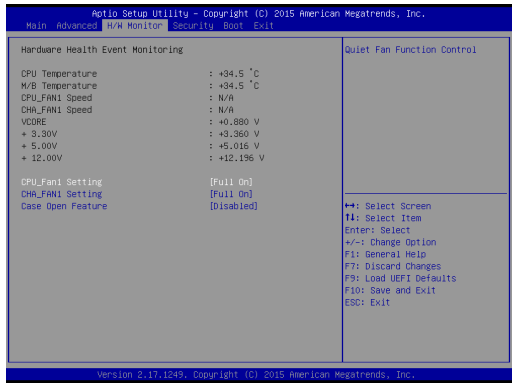 Aptio Setup Utility – Copyright (C) 2015 American Megatrends, Inc.
Main Advanced H/W Monitor Security Boot Exit
Hardware Health Event Monitoring
CPU Temperature : +34.5 °C
M/B Temperature : +34.5 °C
CPU_FAN1 Speed : N/A
CHA_FAN1 Speed : N/A
VCORE : +0.880 V
+ 3.30V : +3.360 V
+ 5.00V : +5.016 V
+ 12.00V : +12.196 V
CPU_Fan1 Setting [Full On]
CHA_FAN1 Setting [Full On]
Case Open Feature [Disabled]
Quiet Fan Function Control
↔: Select Screen
↑↓: Select Item
Enter: Select
+/-: Change Option
F1: General Help
F7: Discard Changes
F9: Load UEFI Defaults
F10: Save and Exit
ESC: Exit
Version 2.17.1249. Copyright (C) 2015 American Megatrends, Inc.